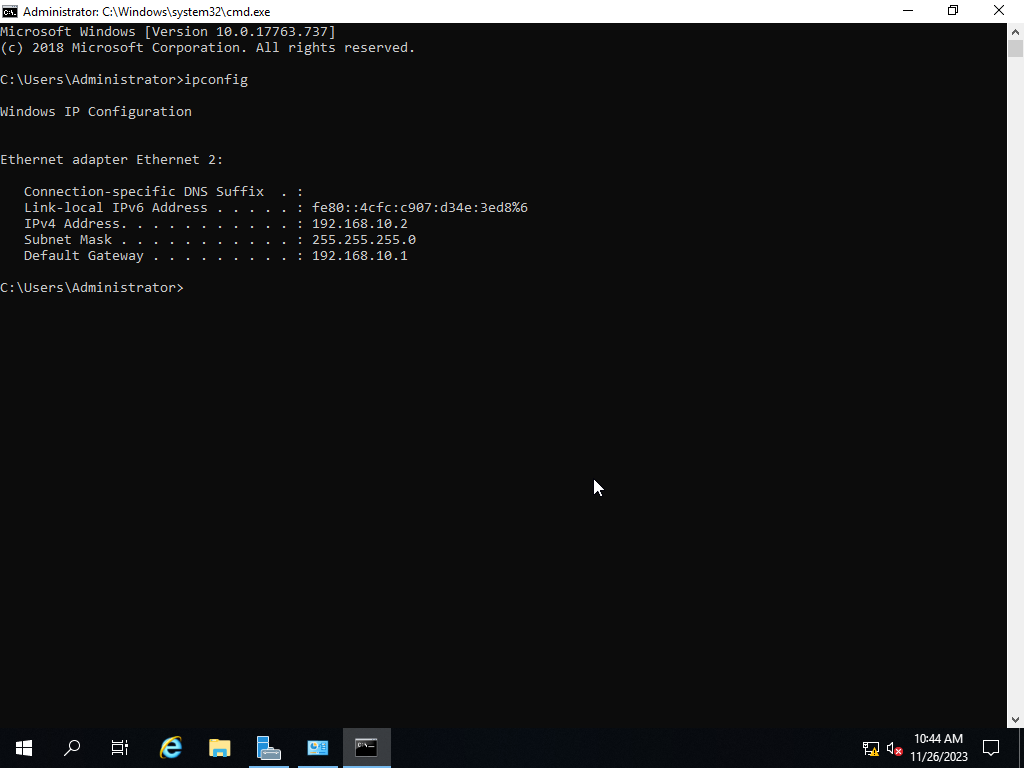 Administrator: C:\Windows\system32\cmd.exe
Microsoft Windows [Version 10.0.17763.737]
(c) 2018 Microsoft Corporation. All rights reserved.
C:\Users\Administrator>ipconfig
Windows IP Configuration
Ethernet adapter Ethernet 2:
Connection-specific DNS Suffix  . :
Link-local IPv6 Address . . . . . : fe80::4cfc:c907:d34e:3ed8%6
IPv4 Address. . . . . . . . . . . : 192.168.10.2
Subnet Mask . . . . . . . . . . . : 255.255.255.0
Default Gateway . . . . . . . . . : 192.168.10.1
C:\Users\Administrator>
10:44 AM
11/26/2023